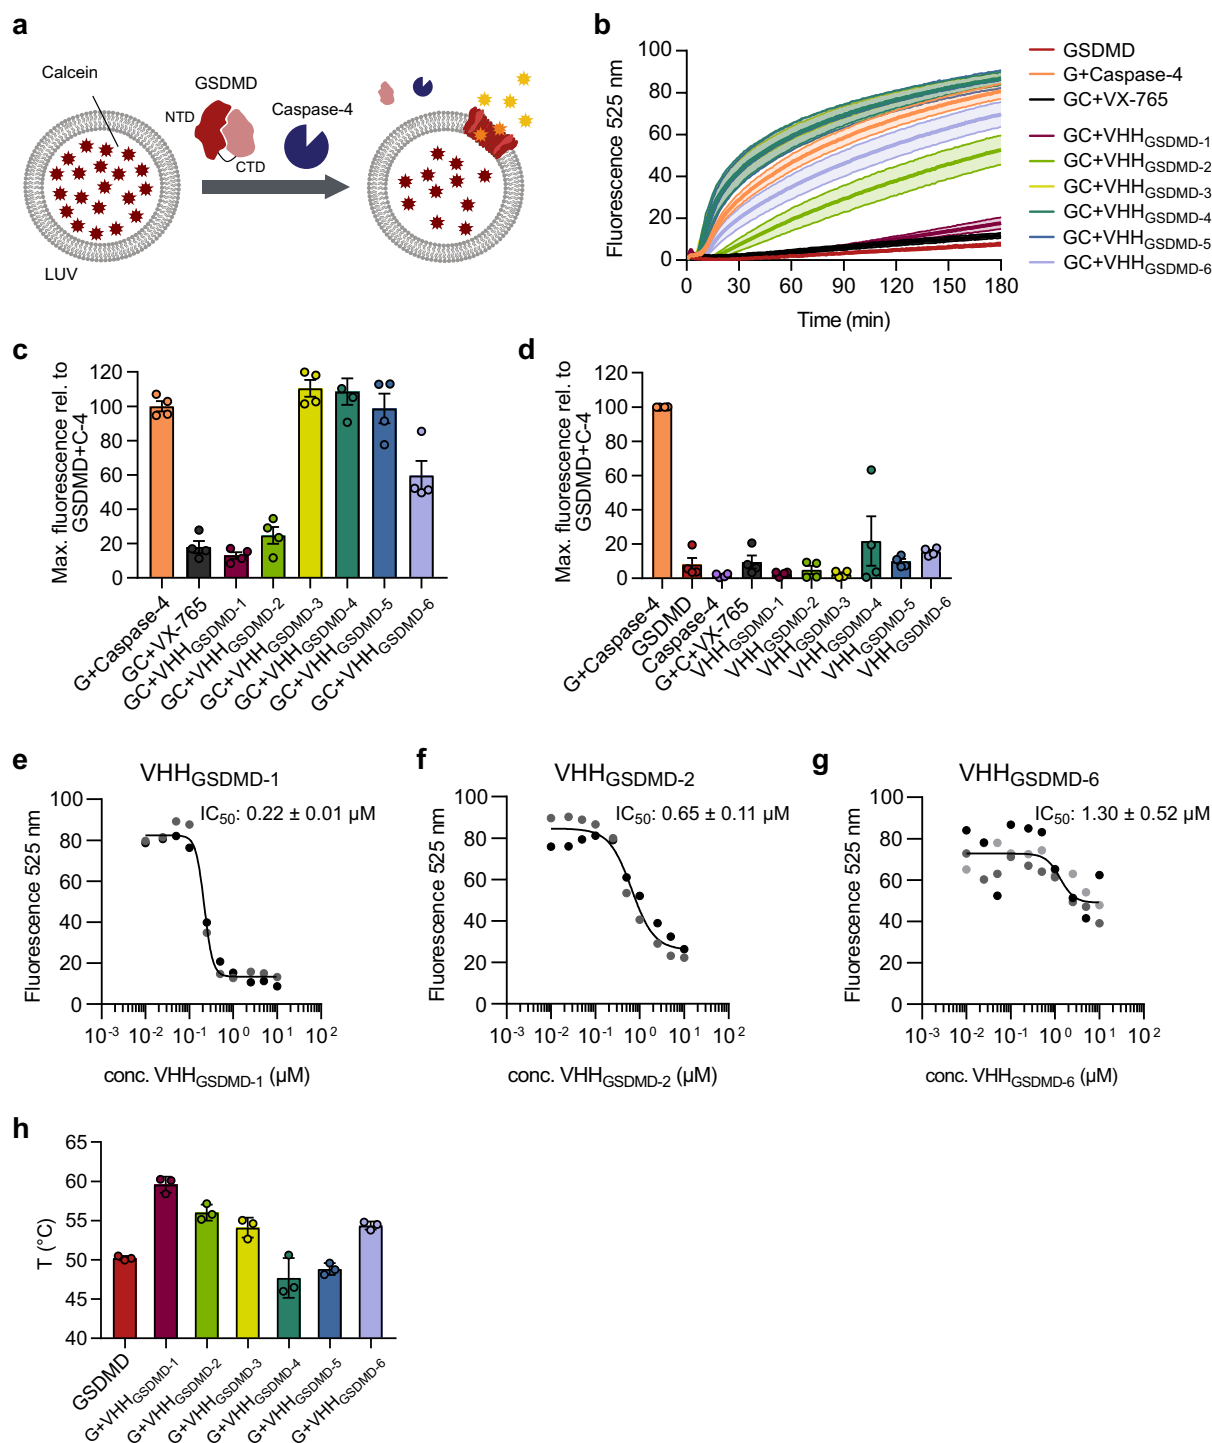 a
Calcein
GSDMD
NTD
Caspase-4
CTD
LUV
b
Fluorescence 525 nm
100
80
60
40
20
0
0 30 60 90 120 150 180
Time (min)
GSDMD
G+Caspase-4
GC+VX-765
GC+VHHGSDMD-1
GC+VHHGSDMD-2
GC+VHHGSDMD-3
GC+VHHGSDMD-4
GC+VHHGSDMD-5
GC+VHHGSDMD-6
c
Max. fluorescence rel. to
GSDMD+C-4
120
100
80
60
40
20
0
G+Caspase-4
GC+VX-765
GC+VHHGSDMD-1
GC+VHHGSDMD-2
GC+VHHGSDMD-3
GC+VHHGSDMD-4
GC+VHHGSDMD-5
GC+VHHGSDMD-6
d
Max. fluorescence rel. to
GSDMD+C-4
120
100
80
60
40
20
0
G+Caspase-4
GSDMD
Caspase-4
G+C+VX-765
VHHGSDMD-1
VHHGSDMD-2
VHHGSDMD-3
VHHGSDMD-4
VHHGSDMD-5
VHHGSDMD-6
e
VHHGSDMD-1
IC50: 0.22 ± 0.01 µM
Fluorescence 525 nm
100
80
60
40
20
0
10-3 10-2 10-1 100 101 102
conc. VHHGSDMD-1 (µM)
f
VHHGSDMD-2
IC50: 0.65 ± 0.11 µM
Fluorescence 525 nm
100
80
60
40
20
0
10-3 10-2 10-1 100 101 102
conc. VHHGSDMD-2 (µM)
g
VHHGSDMD-6
IC50: 1.30 ± 0.52 µM
Fluorescence 525 nm
100
80
60
40
20
0
10-3 10-2 10-1 100 101 102
conc. VHHGSDMD-6 (µM)
h
T (°C)
65
60
55
50
45
40
GSDMD
G+VHHGSDMD-1
G+VHHGSDMD-2
G+VHHGSDMD-3
G+VHHGSDMD-4
G+VHHGSDMD-5
G+VHHGSDMD-6